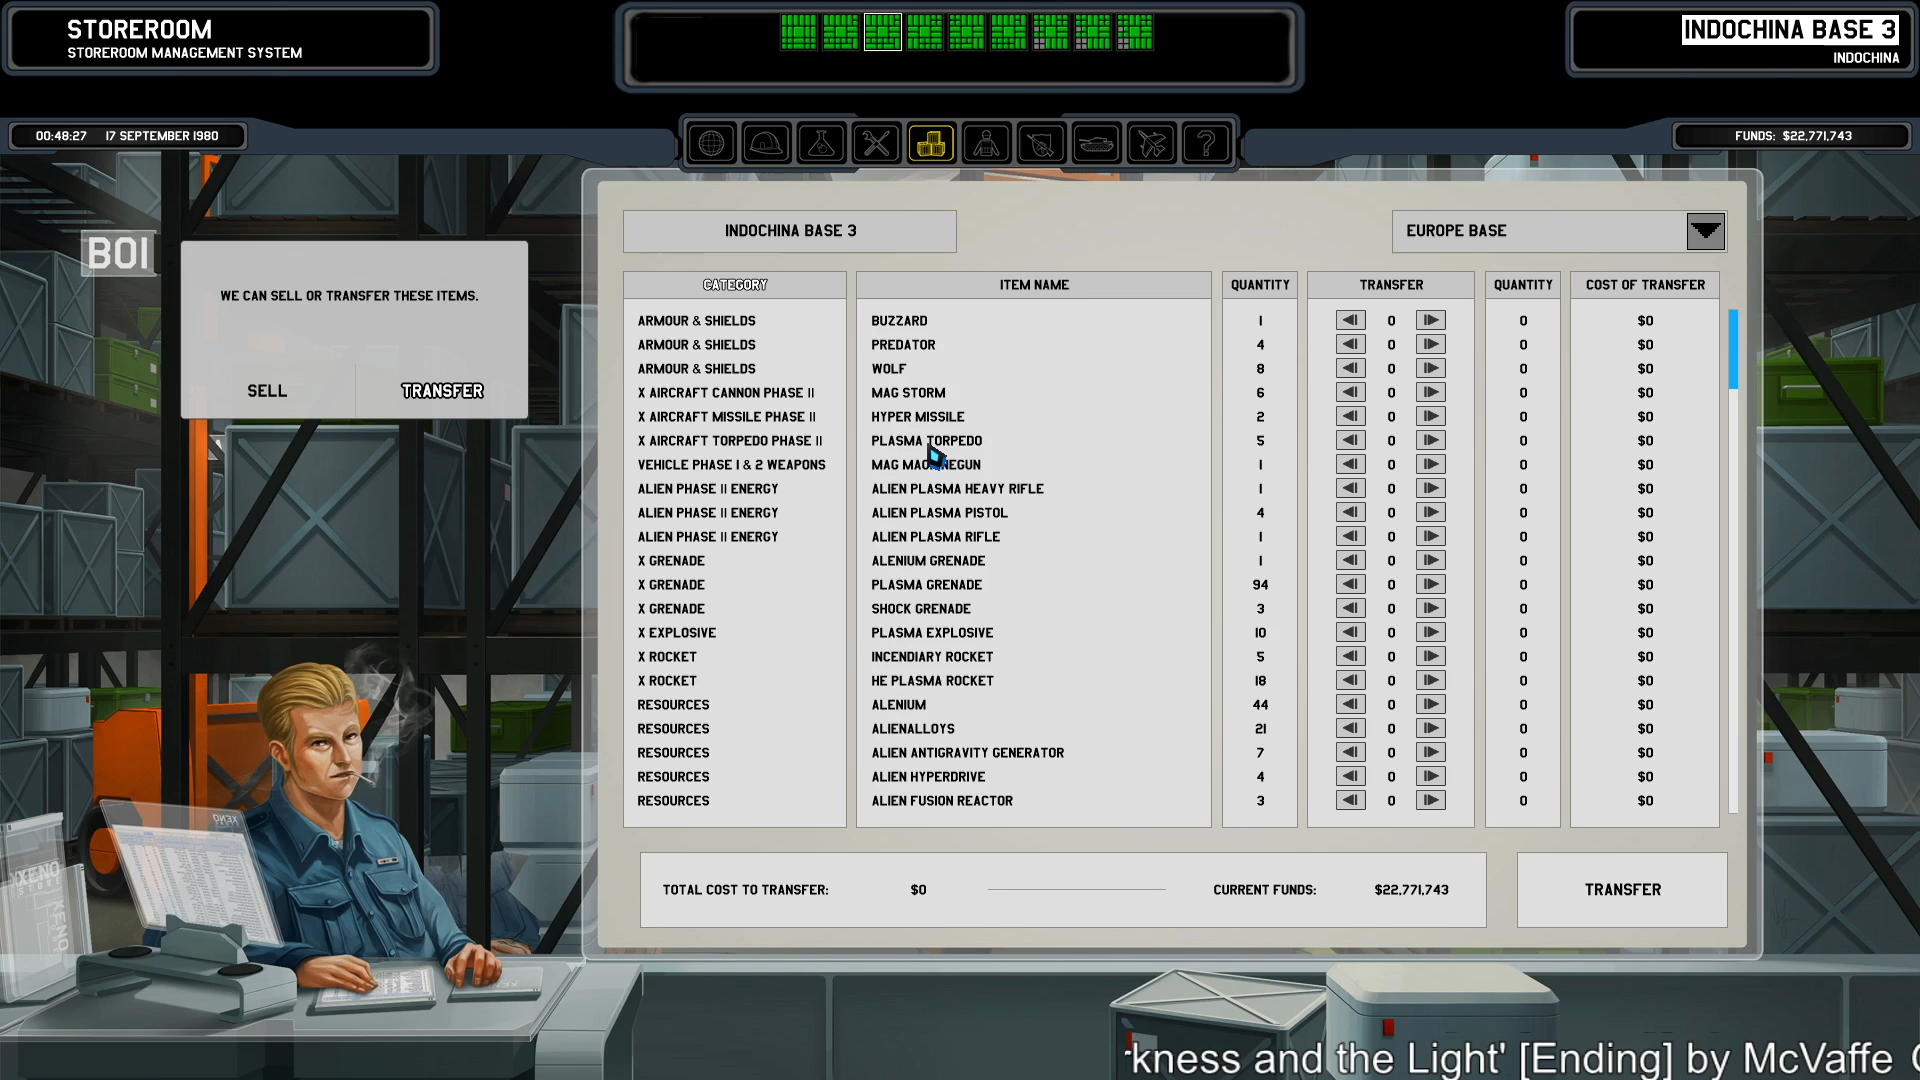 STOREROOM
STOREROOM MANAGEMENT SYSTEM
INDOCHINA BASE 3
INDOCHINA
00:48:27 17 SEPTEMBER 1980
FUNDS: $22,771,743
B01
WE CAN SELL OR TRANSFER THESE ITEMS.
SELL TRANSFER
INDOCHINA BASE 3
EUROPE BASE
CATEGORY ITEM NAME QUANTITY TRANSFER QUANTITY COST OF TRANSFER
ARMOUR & SHIELDS BUZZARD 1 0 0 $0
ARMOUR & SHIELDS PREDATOR 4 0 0 $0
ARMOUR & SHIELDS WOLF 8 0 0 $0
X AIRCRAFT CANNON PHASE II MAG STORM 6 0 0 $0
X AIRCRAFT MISSILE PHASE II HYPER MISSILE 2 0 0 $0
X AIRCRAFT TORPEDO PHASE II PLASMA TORPEDO 5 0 0 $0
VEHICLE PHASE 1 & 2 WEAPONS MAG MACHINEGUN 1 0 0 $0
ALIEN PHASE II ENERGY ALIEN PLASMA HEAVY RIFLE 1 0 0 $0
ALIEN PHASE II ENERGY ALIEN PLASMA PISTOL 4 0 0 $0
ALIEN PHASE II ENERGY ALIEN PLASMA RIFLE 1 0 0 $0
X GRENADE ALENIUM GRENADE 1 0 0 $0
X GRENADE PLASMA GRENADE 94 0 0 $0
X GRENADE SHOCK GRENADE 3 0 0 $0
X EXPLOSIVE PLASMA EXPLOSIVE 10 0 0 $0
X ROCKET INCENDIARY ROCKET 5 0 0 $0
X ROCKET HE PLASMA ROCKET 18 0 0 $0
RESOURCES ALENIUM 44 0 0 $0
RESOURCES ALIENALLOYS 21 0 0 $0
RESOURCES ALIEN ANTIGRAVITY GENERATOR 7 0 0 $0
RESOURCES ALIEN HYPERDRIVE 4 0 0 $0
RESOURCES ALIEN FUSION REACTOR 3 0 0 $0
TOTAL COST TO TRANSFER: $0 CURRENT FUNDS: $22,771,743
TRANSFER
XENO
XENO
XENO
kness and the Light' [Ending] by McVaffe